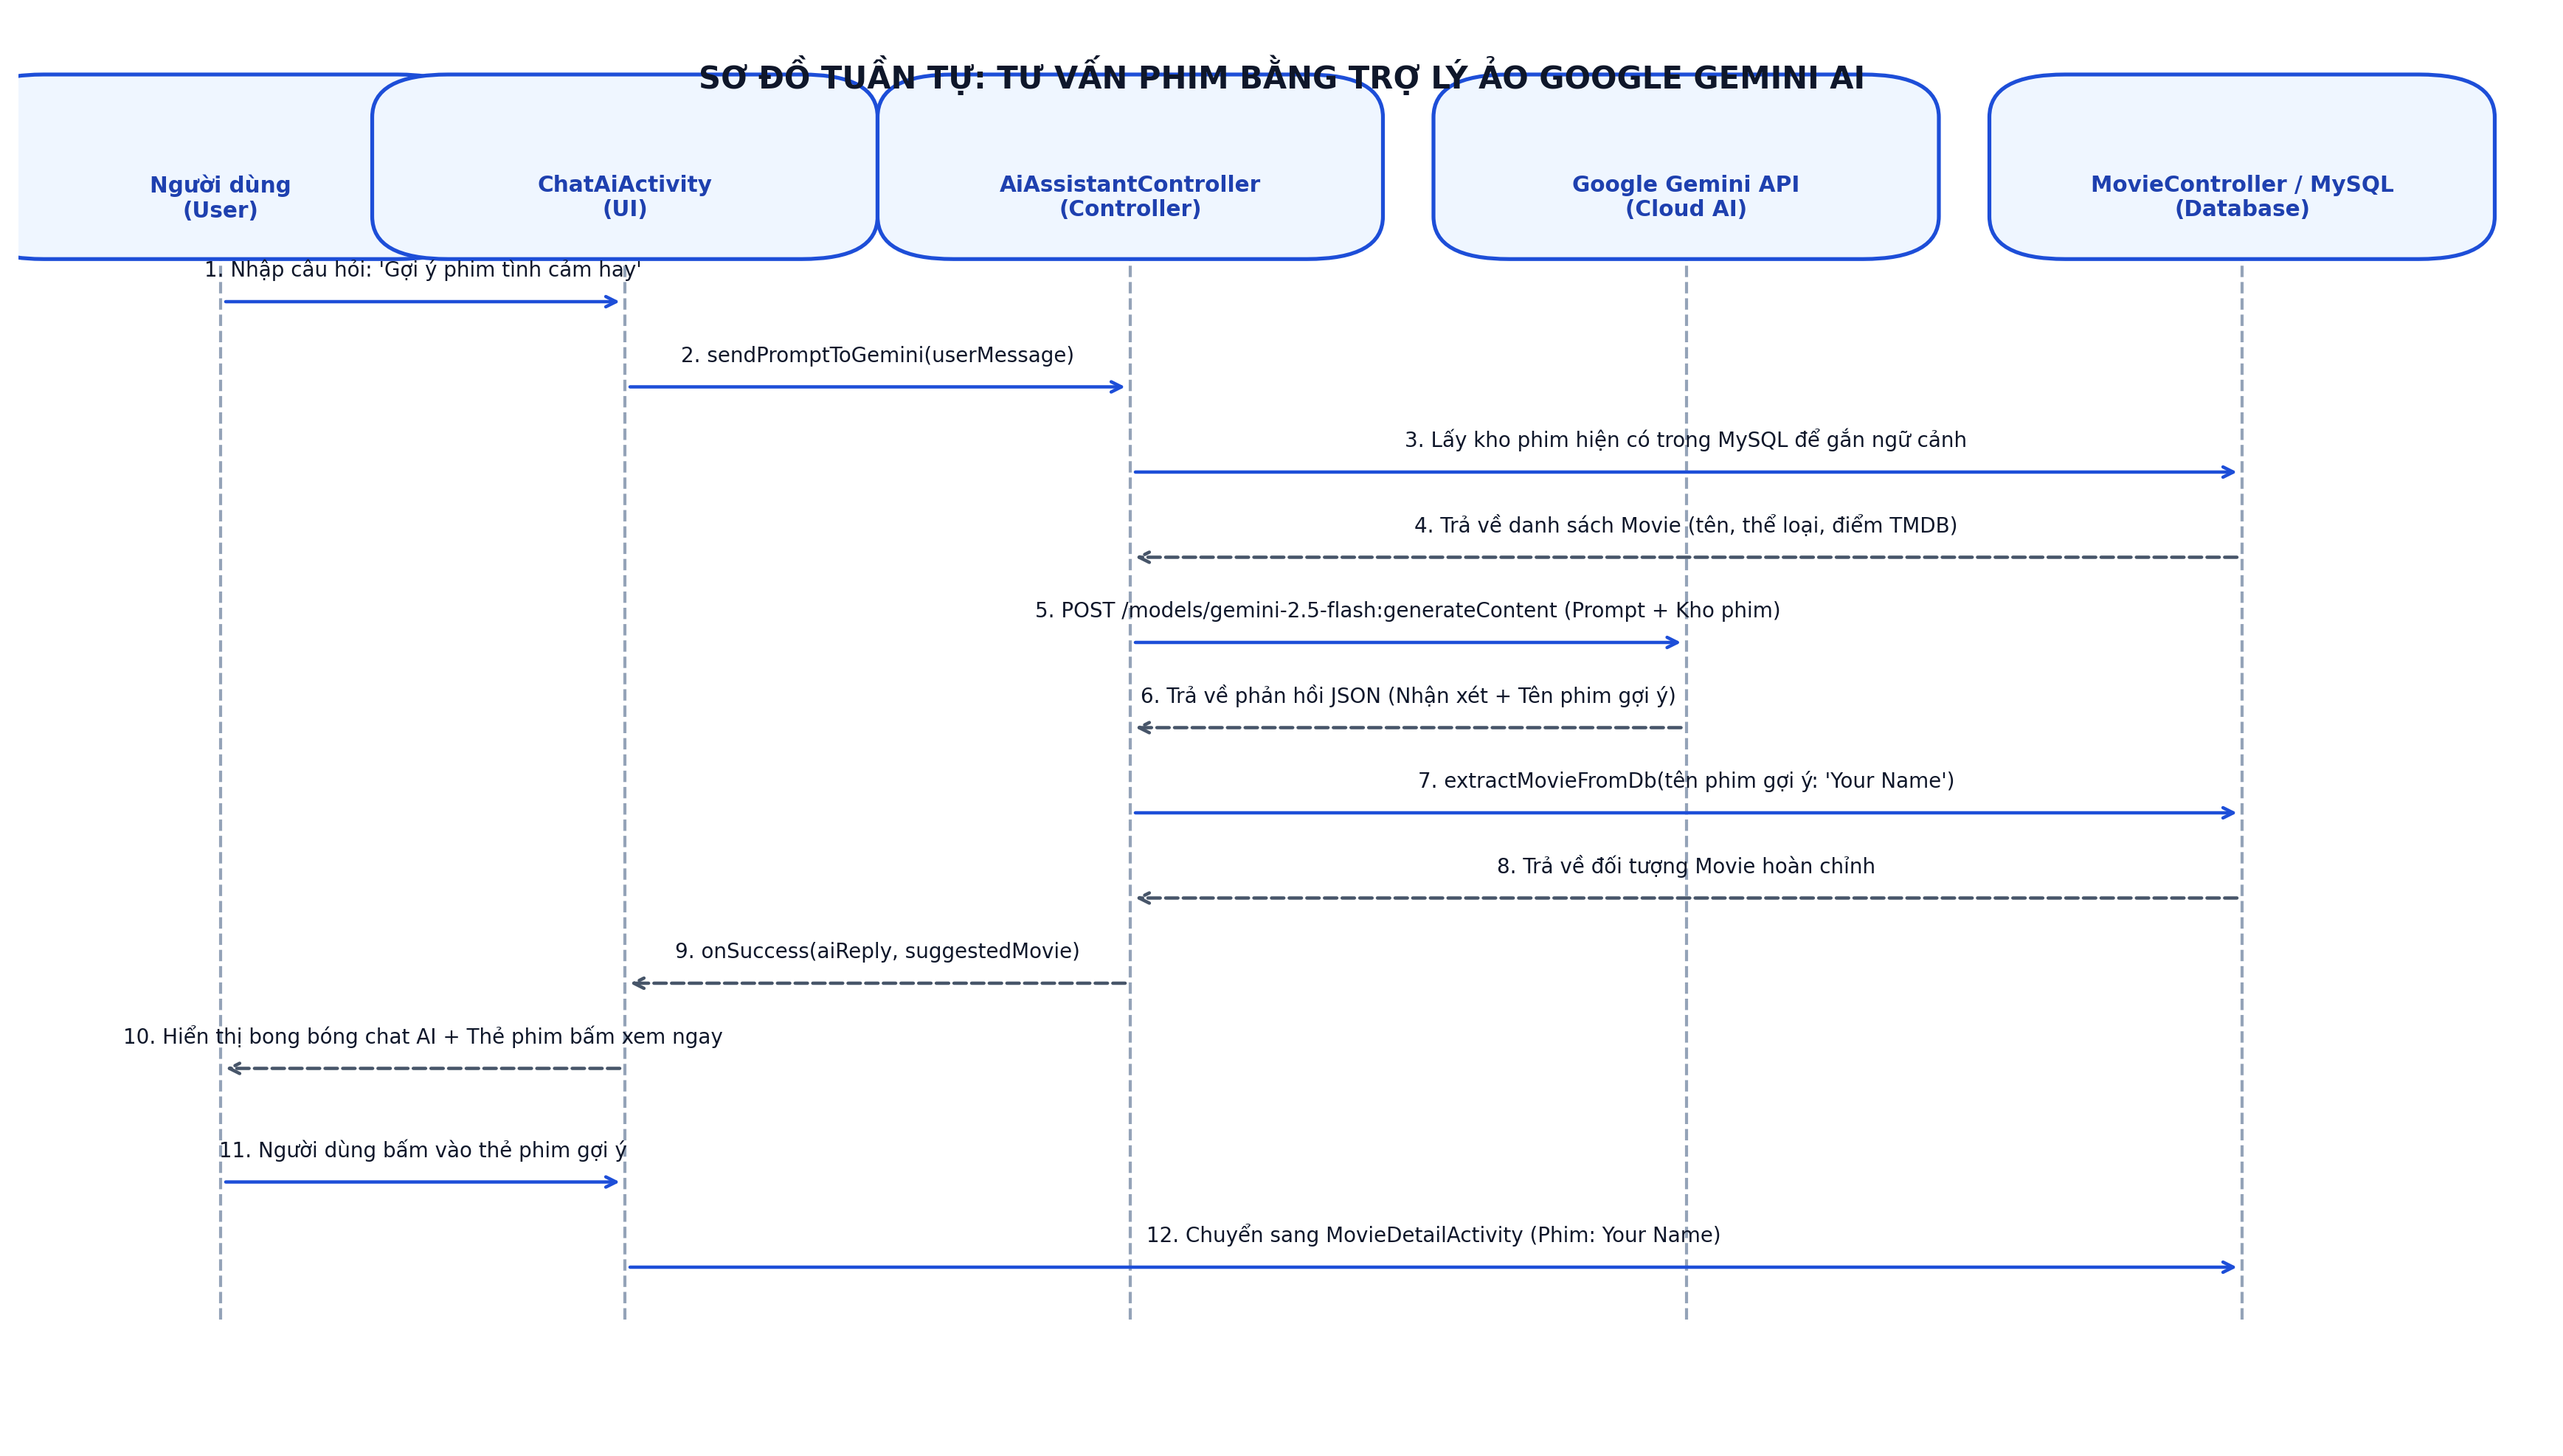 SƠ ĐỒ TUẦN TỰ: TƯ VẤN PHIM BẰNG TRỢ LÝ ẢO GOOGLE GEMINI AI
Người dùng
(User)
ChatAiActivity
(UI)
AiAssistantController
(Controller)
Google Gemini API
(Cloud AI)
MovieController / MySQL
(Database)
1. Nhập câu hỏi: 'Gợi ý phim tình cảm hay'
2. sendPromptToGemini(userMessage)
3. Lấy kho phim hiện có trong MySQL để gắn ngữ cảnh
4. Trả về danh sách Movie (tên, thể loại, điểm TMDB)
5. POST /models/gemini-2.5-flash:generateContent (Prompt + Kho phim)
6. Trả về phản hồi JSON (Nhận xét + Tên phim gợi ý)
7. extractMovieFromDb(tên phim gợi ý: 'Your Name')
8. Trả về đối tượng Movie hoàn chỉnh
9. onSuccess(aiReply, suggestedMovie)
10. Hiển thị bong bóng chat AI + Thẻ phim bấm xem ngay
11. Người dùng bấm vào thẻ phim gợi ý
12. Chuyển sang MovieDetailActivity (Phim: Your Name)